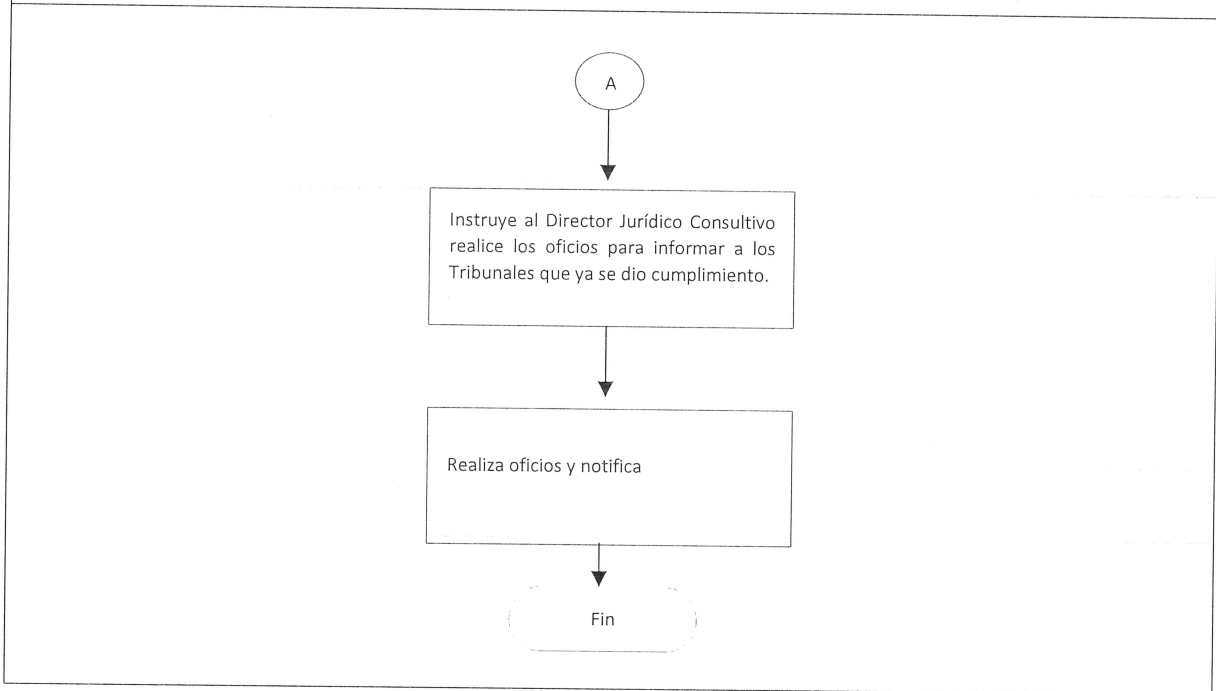 A
Instruye al Director Jurídico Consultivo
realice los oficios para informar a los
Tribunales que ya se dio cumplimiento.
Realiza oficios y notifica
Fin